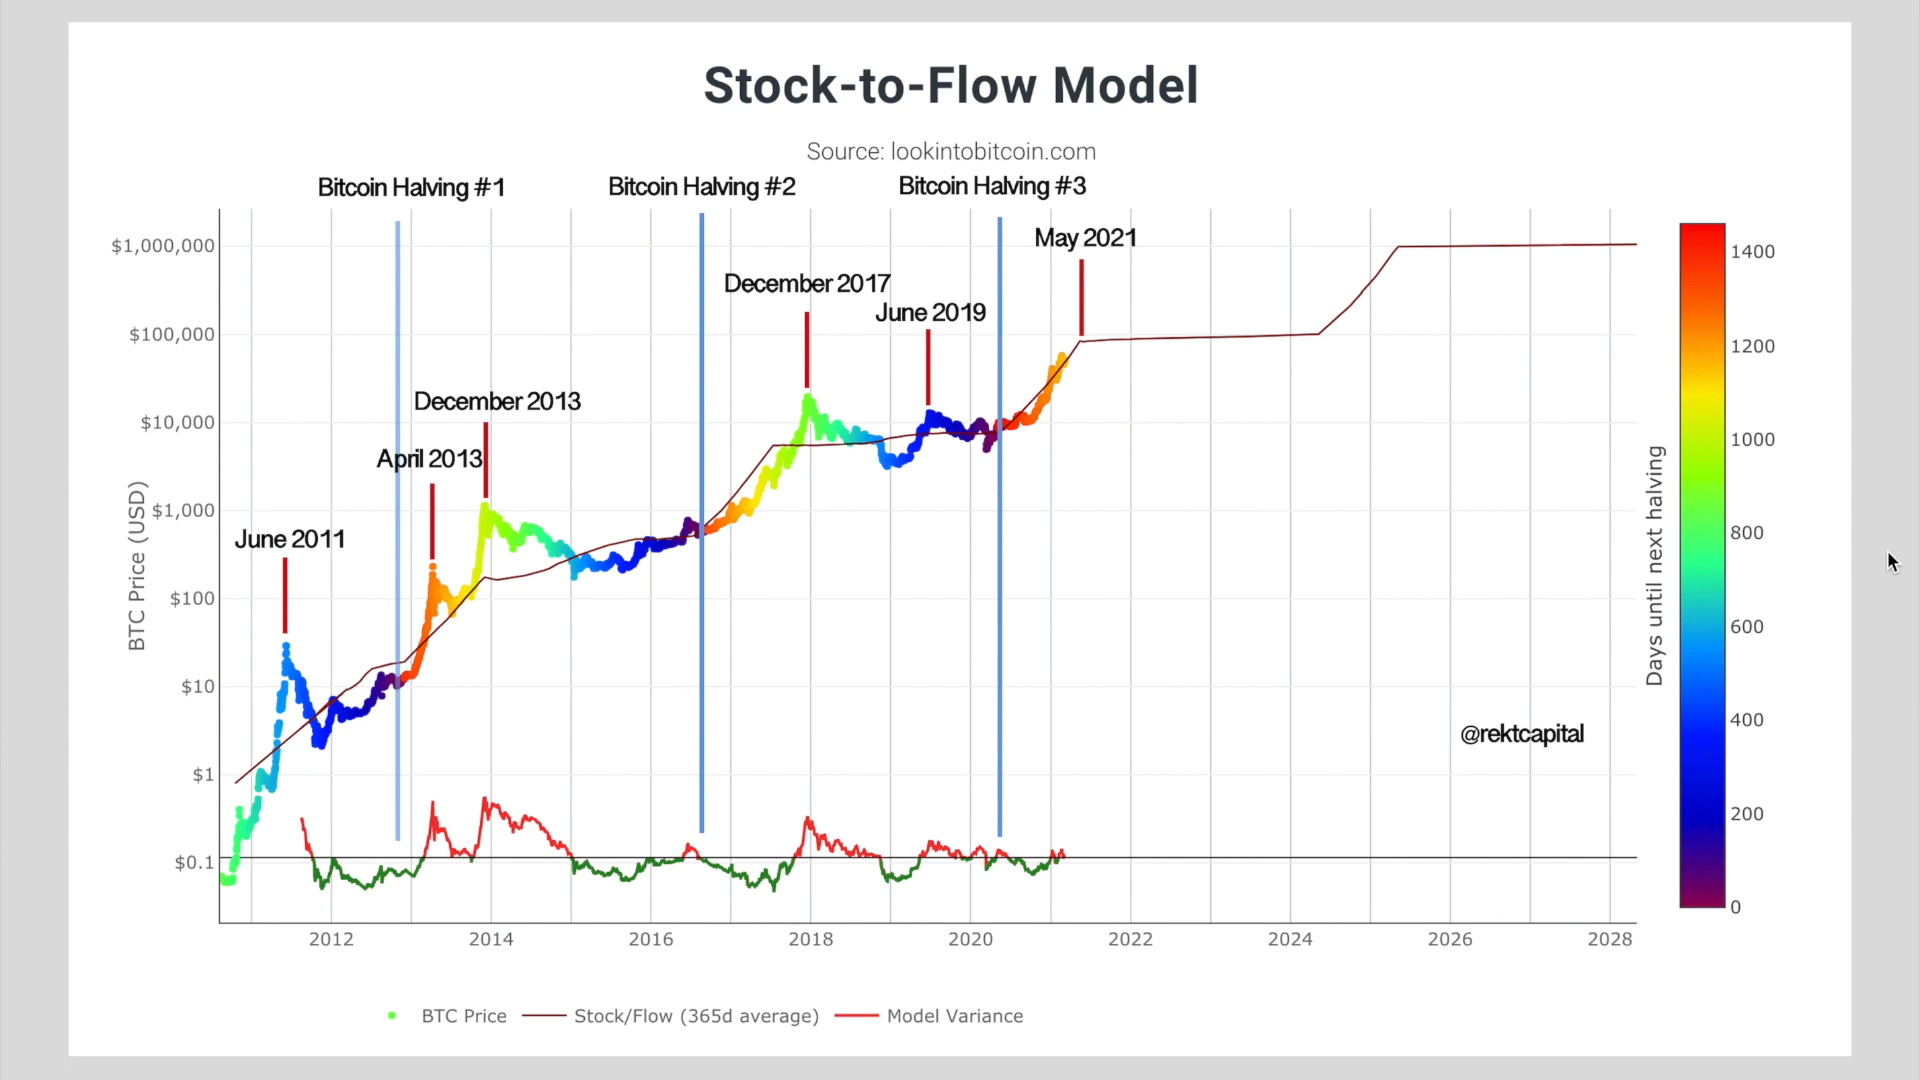 Stock-to-Flow Model
Source: lookintobitcoin.com
Bitcoin Halving #1
Bitcoin Halving #2
Bitcoin Halving #3
May 2021
December 2017
June 2019
December 2013
April 2013
June 2011
$1,000,000
$100,000
$10,000
$1,000
$100
$10
$1
$0.1
BTC Price (USD)
2012
2014
2016
2018
2020
2022
2024
2026
2028
1400
1200
1000
800
600
400
200
0
Days until next halving
@rektcapital
BTC Price
Stock/Flow (365d average)
Model Variance